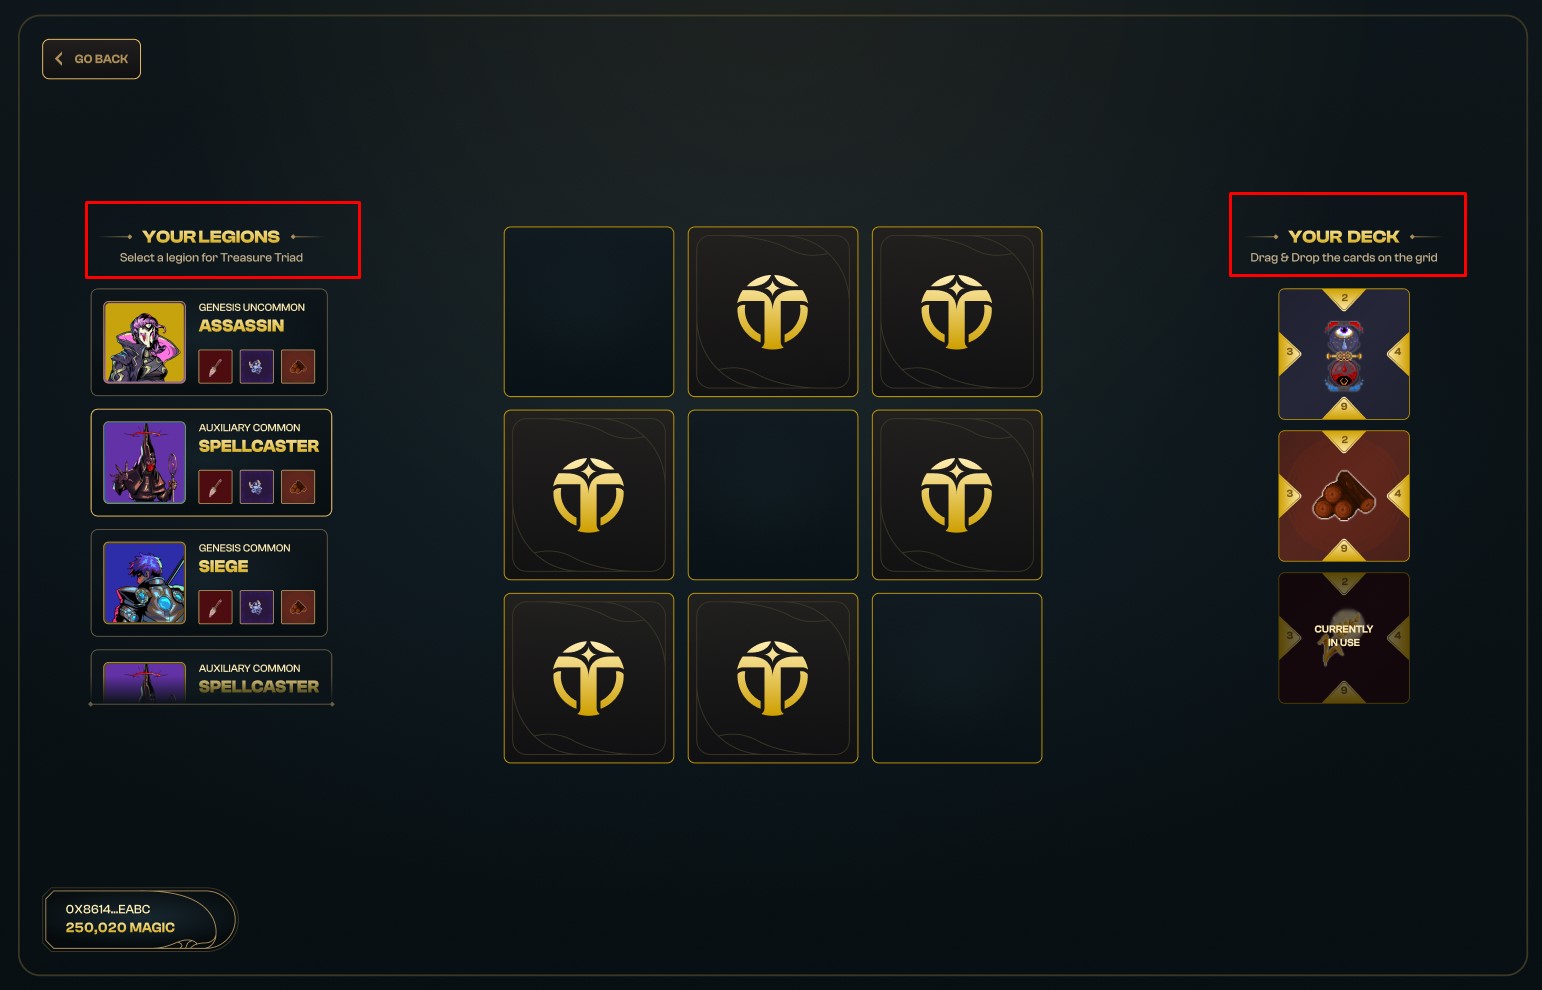 GO BACK
YOUR LEGIONS
Select a legion for Treasure Triad
GENESIS UNCOMMON
ASSASSIN
AUXILIARY COMMON
SPELLCASTER
GENESIS COMMON
SIEGE
AUXILIARY COMMON
SPELLCASTER
YOUR DECK
Drag & Drop the cards on the grid
2
3
4
9
2
3
4
9
2
3
CURRENTLY
IN USE
4
9
0X8614...EABC
250,020 MAGIC